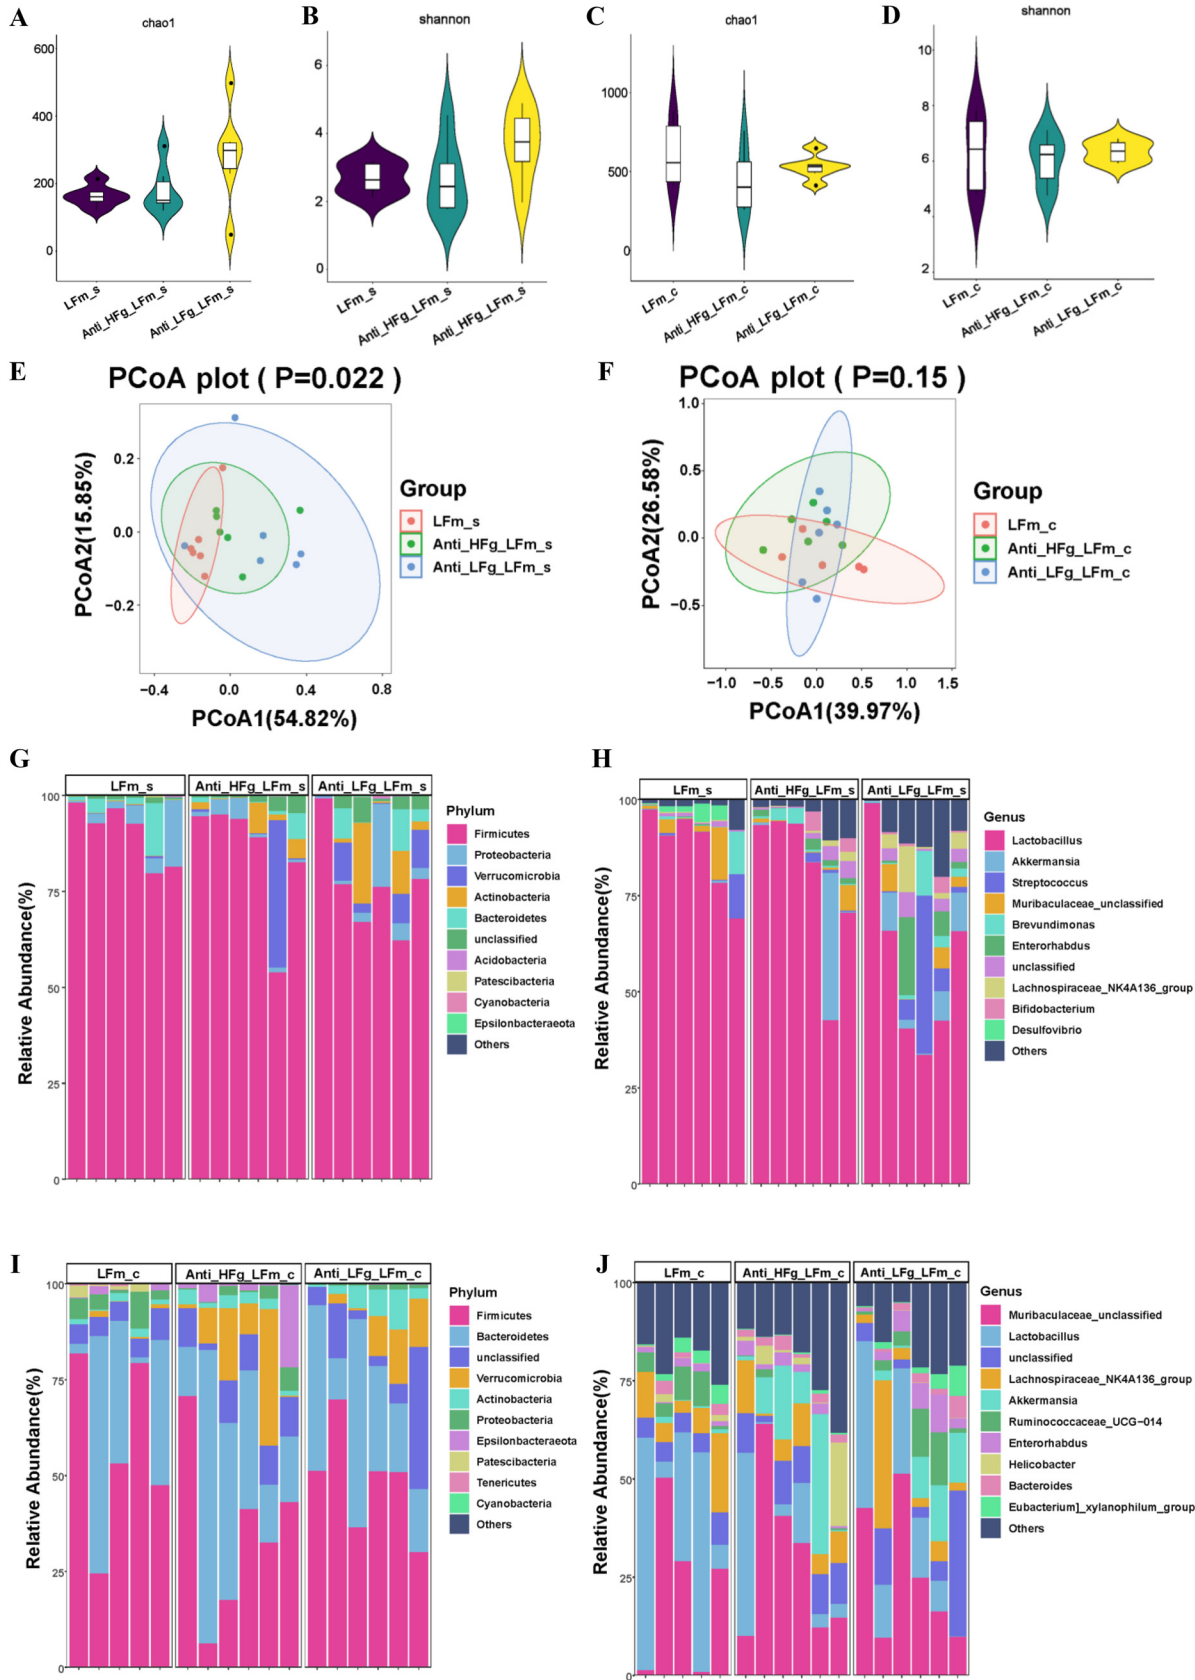 A
chao1
600
400
200
0
LFm_s
Anti_HFg_LFm_s
Anti_LFg_LFm_s
B
shannon
6
4
2
0
LFm_s
Anti_HFg_LFm_s
Anti_HFg_LFm_s
C
chao1
1000
500
0
LFm_c
Anti_HFg_LFm_c
Anti_LFg_LFm_c
D
shannon
10
8
6
4
2
LFm_c
Anti_HFg_LFm_c
Anti_LFg_LFm_c
E
PCoA plot ( P=0.022 )
PCoA2(15.85%)
0.2
0.0
−0.2
−0.4
0.0
0.4
0.8
PCoA1(54.82%)
Group
LFm_s
Anti_HFg_LFm_s
Anti_LFg_LFm_s
F
PCoA plot ( P=0.15 )
PCoA2(26.58%)
1.0
0.5
0.0
−0.5
−1.0
−0.5
0.0
0.5
1.0
1.5
PCoA1(39.97%)
Group
LFm_c
Anti_HFg_LFm_c
Anti_LFg_LFm_c
G
LFm_s
Anti_HFg_LFm_s
Anti_LFg_LFm_s
Relative Abundance(%)
100
75
50
25
0
Phylum
Firmicutes
Proteobacteria
Verrucomicrobia
Actinobacteria
Bacteroidetes
unclassified
Acidobacteria
Patescibacteria
Cyanobacteria
Epsilonbacteraeota
Others
H
LFm_s
Anti_HFg_LFm_s
Anti_LFg_LFm_s
Relative Abundance(%)
100
75
50
25
0
Genus
Lactobacillus
Akkermansia
Streptococcus
Muribaculaceae_unclassified
Brevundimonas
Enterorhabdus
unclassified
Lachnospiraceae_NK4A136_group
Bifidobacterium
Desulfovibrio
Others
I
LFm_c
Anti_HFg_LFm_c
Anti_LFg_LFm_c
Relative Abundance(%)
100
75
50
25
0
Phylum
Firmicutes
Bacteroidetes
unclassified
Verrucomicrobia
Actinobacteria
Proteobacteria
Epsilonbacteraeota
Patescibacteria
Tenericutes
Cyanobacteria
Others
J
LFm_c
Anti_HFg_LFm_c
Anti_LFg_LFm_c
Relative Abundance(%)
100
75
50
25
0
Genus
Muribaculaceae_unclassified
Lactobacillus
unclassified
Lachnospiraceae_NK4A136_group
Akkermansia
Ruminococcaceae_UCG−014
Enterorhabdus
Helicobacter
Bacteroides
Eubacterium]_xylanophilum_group
Others